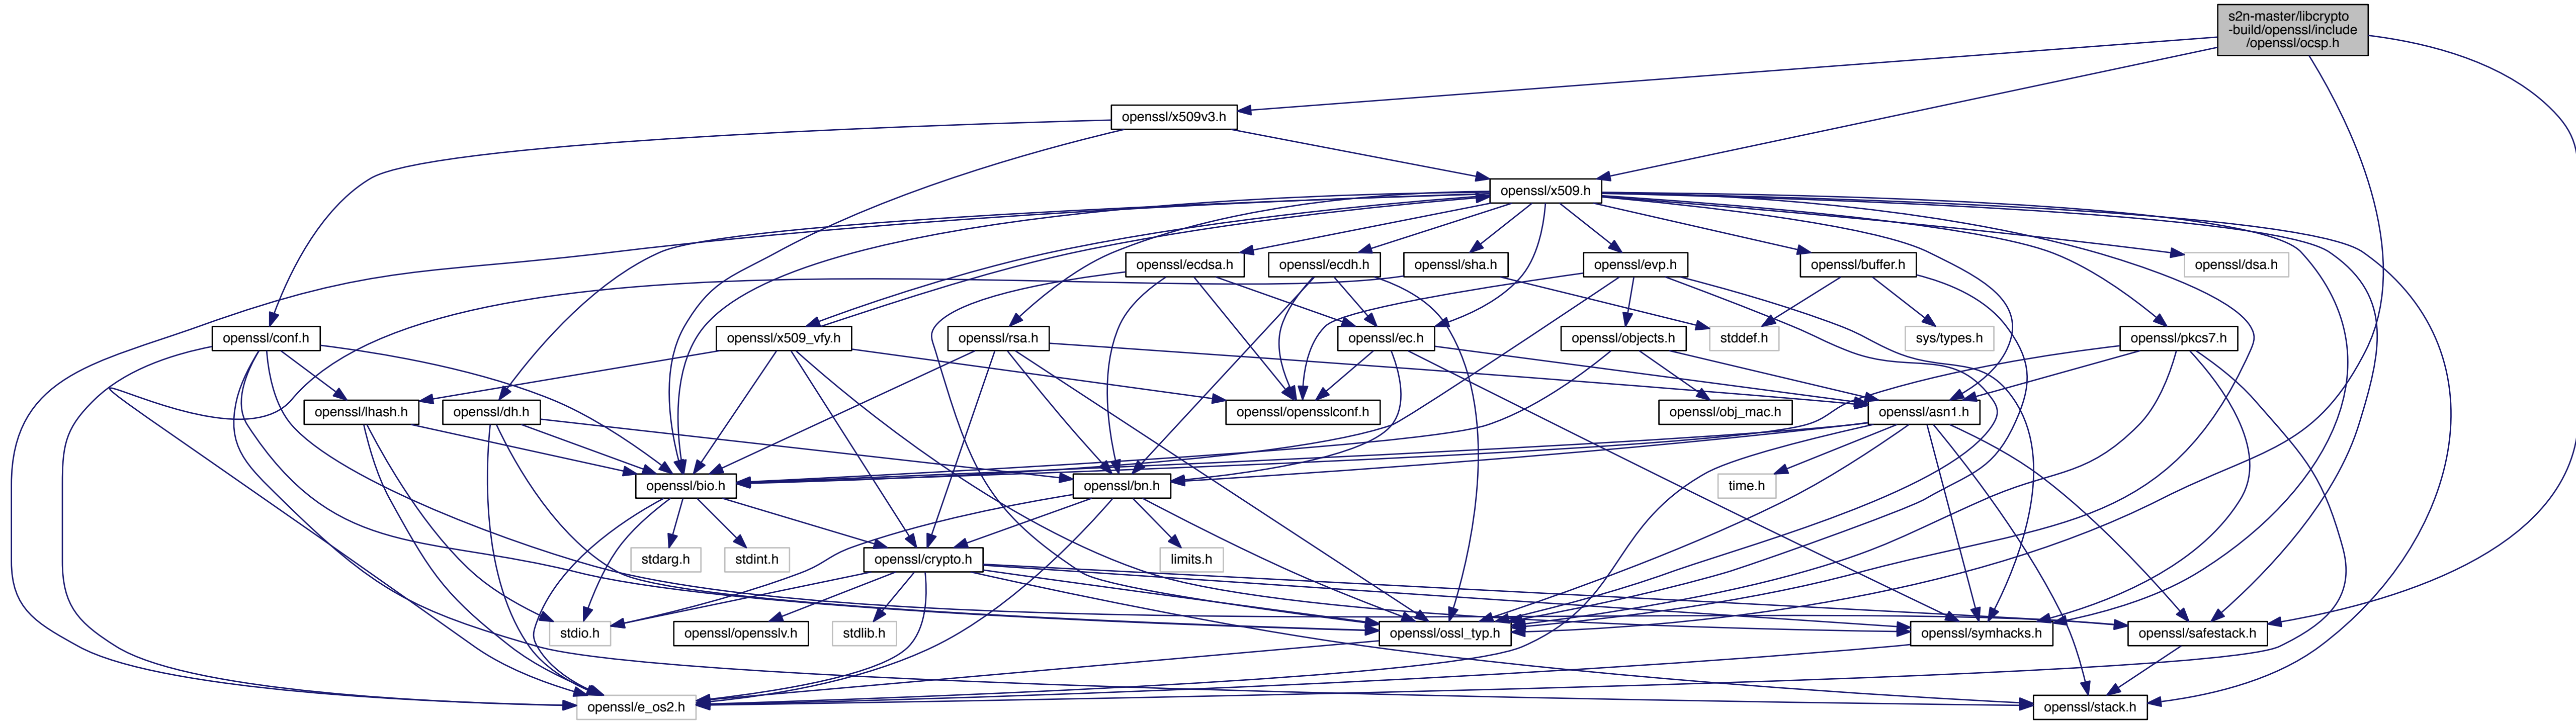 s2n-master/libcrypto
-build/openssl/include
/openssl/ocsp.h
openssl/x509v3.h
openssl/x509.h
openssl/ecdsa.h
openssl/ecdh.h
openssl/sha.h
openssl/evp.h
openssl/buffer.h
openssl/dsa.h
openssl/conf.h
openssl/x509_vfy.h
openssl/rsa.h
openssl/ec.h
openssl/objects.h
stddef.h
sys/types.h
openssl/pkcs7.h
openssl/lhash.h
openssl/dh.h
openssl/opensslconf.h
openssl/obj_mac.h
openssl/asn1.h
openssl/bio.h
openssl/bn.h
time.h
stdarg.h
stdint.h
openssl/crypto.h
limits.h
stdio.h
openssl/opensslv.h
stdlib.h
openssl/ossl_typ.h
openssl/symhacks.h
openssl/safestack.h
openssl/e_os2.h
openssl/stack.h